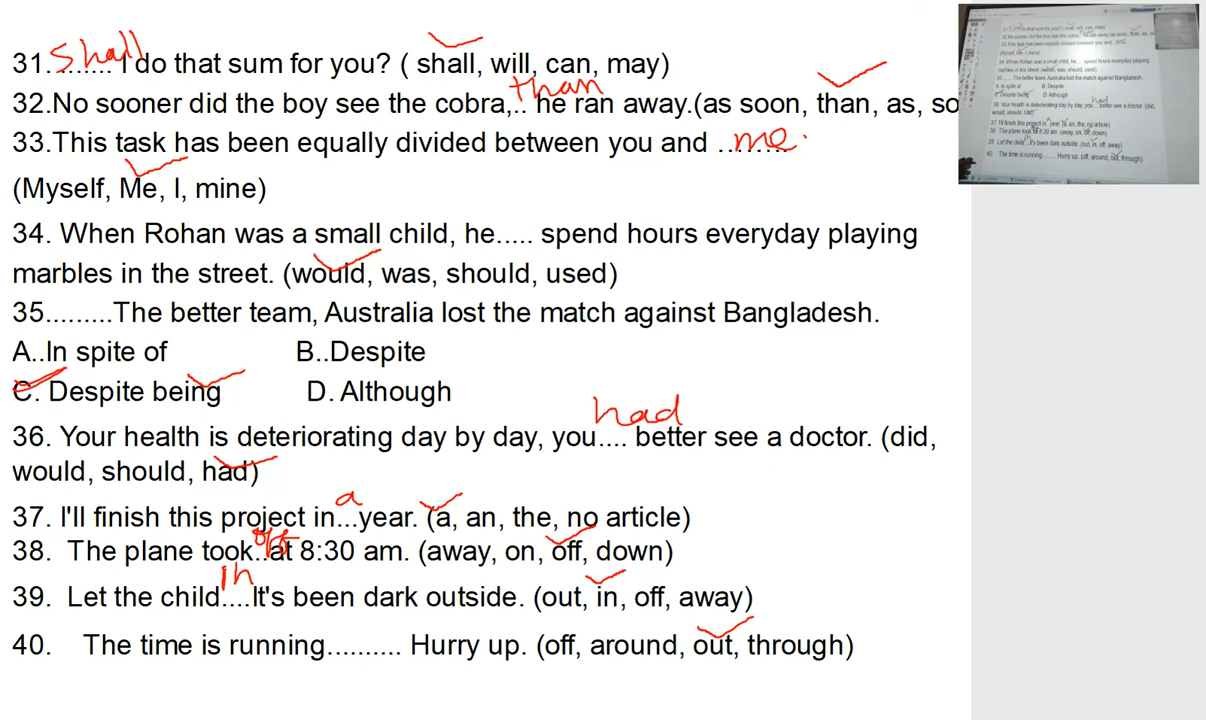 31. Shall ........ I do that sum for you? ( shall, will, can, may)
32.No sooner did the boy see the cobra,.. than he ran away.(as soon, than, as, so
33.This task has been equally divided between you and ........ me.
(Myself, Me, I, mine)
34. When Rohan was a small child, he..... spend hours everyday playing
marbles in the street. (would, was, should, used)
35.........The better team, Australia lost the match against Bangladesh.
A..In spite of B..Despite
C. Despite being D. Although
36. Your health is deteriorating day by day, you.... had better see a doctor. (did,
would, should, had)
37. I'll finish this project in... a year. (a, an, the, no article)
38. The plane took.. off at 8:30 am. (away, on, off, down)
39. Let the child.... In It's been dark outside. (out, in, off, away)
40. The time is running.......... Hurry up. (off, around, out, through)